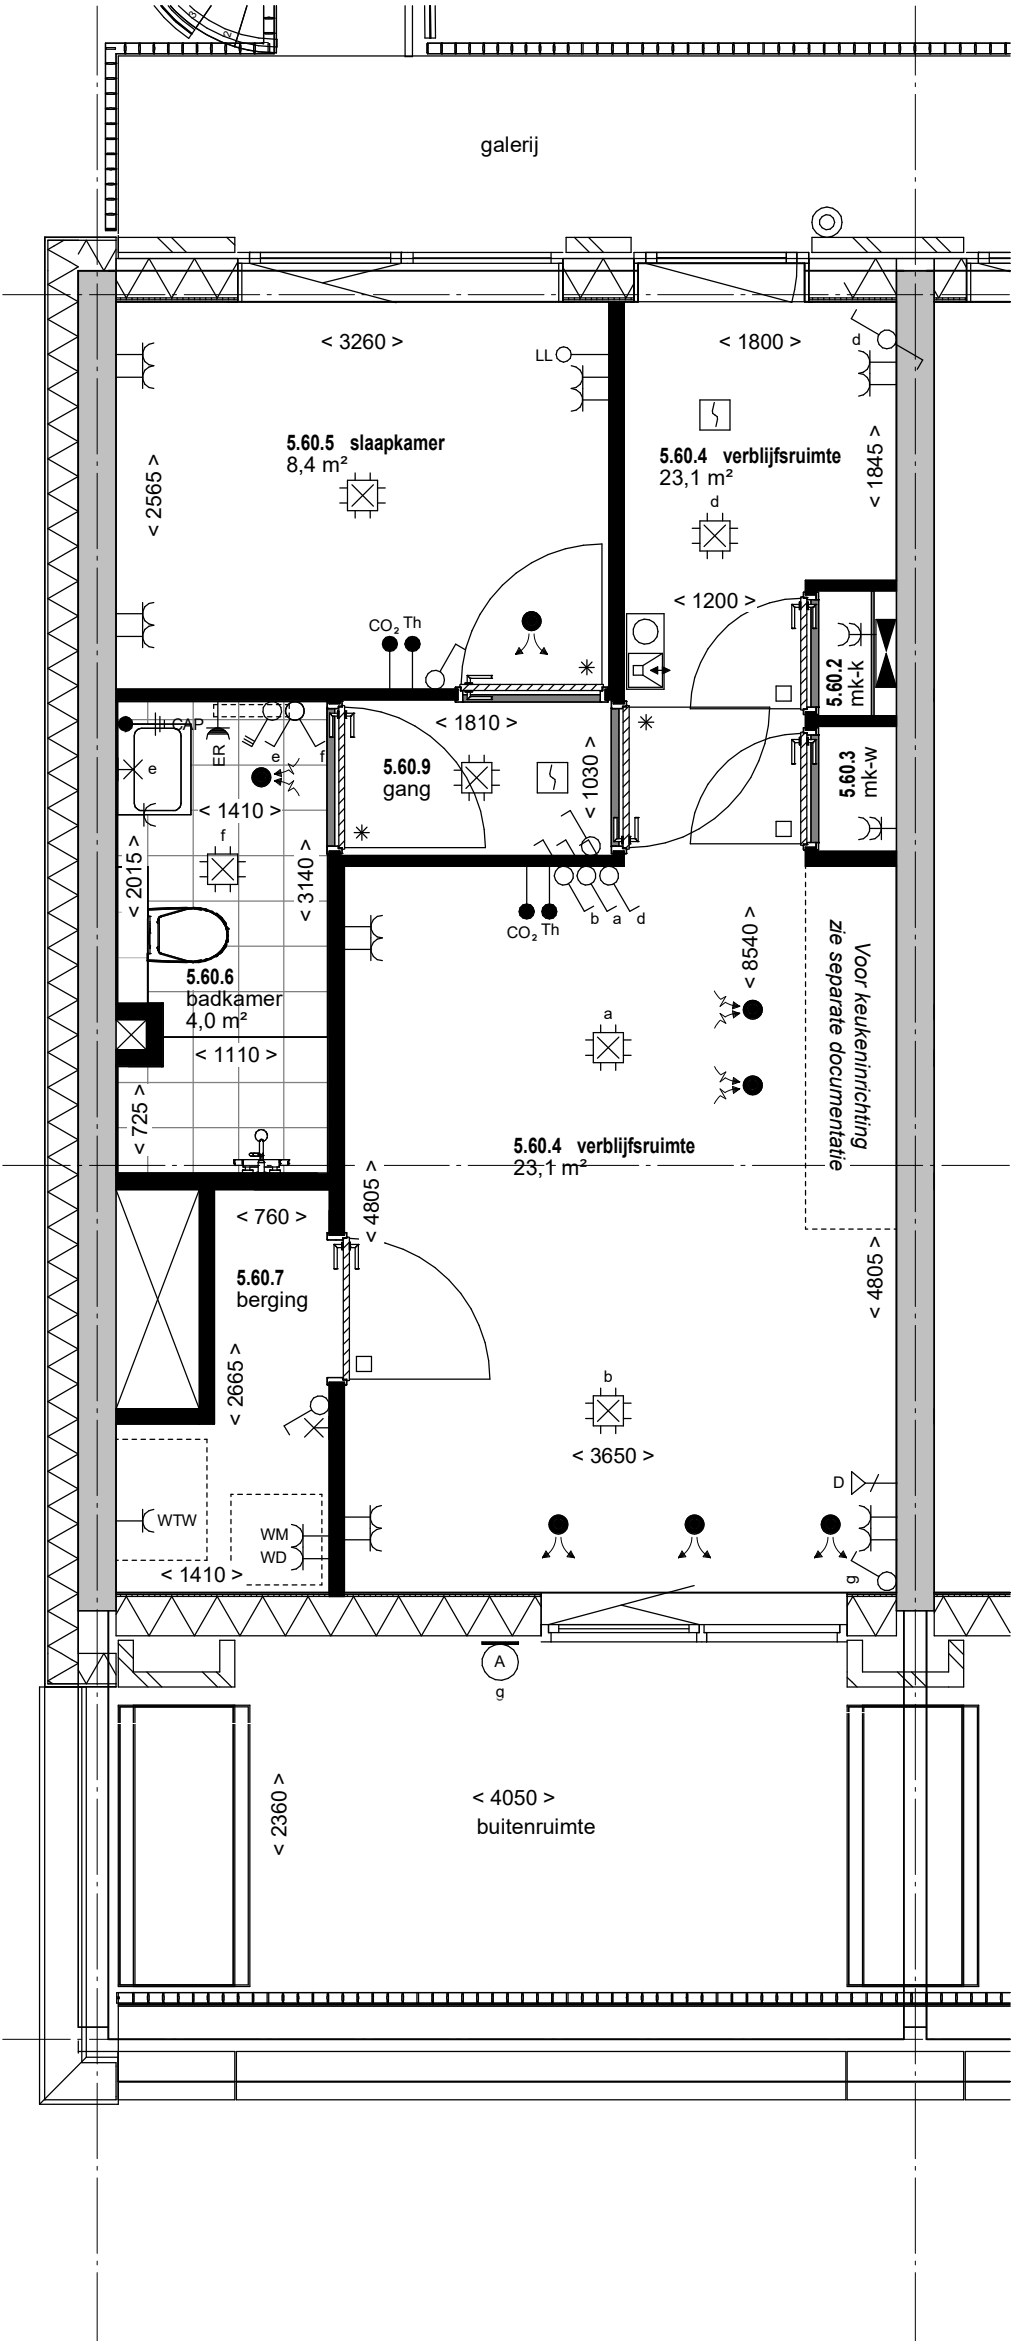 3
2
galerij
< 3260 >
LL
< 1800 >
d
5.60.5 slaapkamer
8,4 m²
5.60.4 verblijfsruimte
23,1 m²
< 1845 >
< 2565 >
d
< 1200 >
CO₂ Th
5.60.2
mk-k
CAP
ER
e
f
< 1810 >
5.60.9
gang
< 1030 >
5.60.3
mk-w
e
< 1410 >
f
< 2015 >
< 3140 >
b a d
CO₂ Th
< 8540 >
Voor keukeninrichting
zie separate documentatie
5.60.6
badkamer
4,0 m²
a
< 1110 >
< 725 >
5.60.4 verblijfsruimte
23,1 m²
< 4805 >
< 760 >
5.60.7
berging
< 4805 >
< 2665 >
b
< 3650 >
D
WTW
WM
WD
< 1410 >
g
A
g
< 2360 >
< 4050 >
buitenruimte